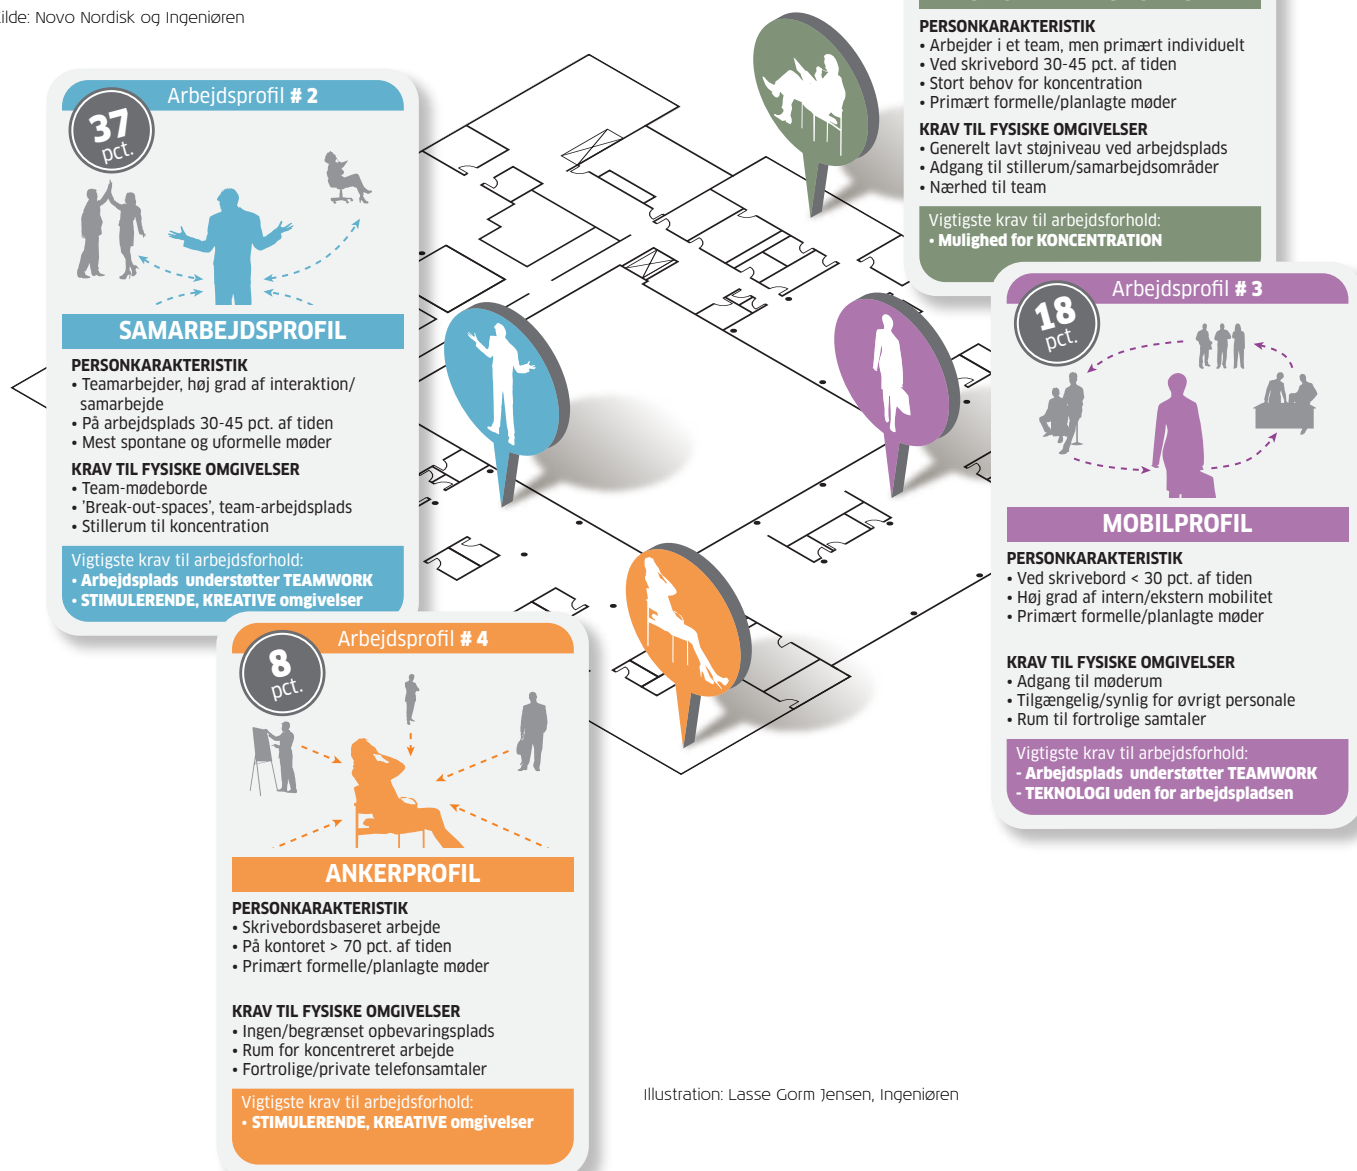 Kilde: Novo Nordisk og Ingeniøren
PERSONKARAKTERISTIK
• Arbejder i et team, men primært individuelt
• Ved skrivebord 30-45 pct. af tiden
• Stort behov for koncentration
• Primært formelle/planlagte møder
KRAV TIL FYSISKE OMGIVELSER
• Generelt lavt støjniveau ved arbejdsplads
• Adgang til stillerum/samarbejdsområder
• Nærhed til team
Vigtigste krav til arbejdsforhold:
• Mulighed for KONCENTRATION
Arbejdsprofil # 2
37
pct.
SAMARBEJDSPROFIL
PERSONKARAKTERISTIK
• Teamarbejder, høj grad af interaktion/
samarbejde
• På arbejdsplads 30-45 pct. af tiden
• Mest spontane og uformelle møder
KRAV TIL FYSISKE OMGIVELSER
• Team-mødeborde
• 'Break-out-spaces', team-arbejdsplads
• Stillerum til koncentration
Vigtigste krav til arbejdsforhold:
• Arbejdsplads understøtter TEAMWORK
• STIMULERENDE, KREATIVE omgivelser
Arbejdsprofil # 3
18
pct.
MOBILPROFIL
PERSONKARAKTERISTIK
• Ved skrivebord < 30 pct. af tiden
• Høj grad af intern/ekstern mobilitet
• Primært formelle/planlagte møder
KRAV TIL FYSISKE OMGIVELSER
• Adgang til møderum
• Tilgængelig/synlig for øvrigt personale
• Rum til fortrolige samtaler
Vigtigste krav til arbejdsforhold:
- Arbejdsplads understøtter TEAMWORK
- TEKNOLOGI uden for arbejdspladsen
Arbejdsprofil # 4
8
pct.
ANKERPROFIL
PERSONKARAKTERISTIK
• Skrivebordsbaseret arbejde
• På kontoret > 70 pct. af tiden
• Primært formelle/planlagte møder
KRAV TIL FYSISKE OMGIVELSER
• Ingen/begrænset opbevaringsplads
• Rum for koncentreret arbejde
• Fortrolige/private telefonsamtaler
Vigtigste krav til arbejdsforhold:
• STIMULERENDE, KREATIVE omgivelser
Illustration: Lasse Gorm Jensen, Ingeniøren